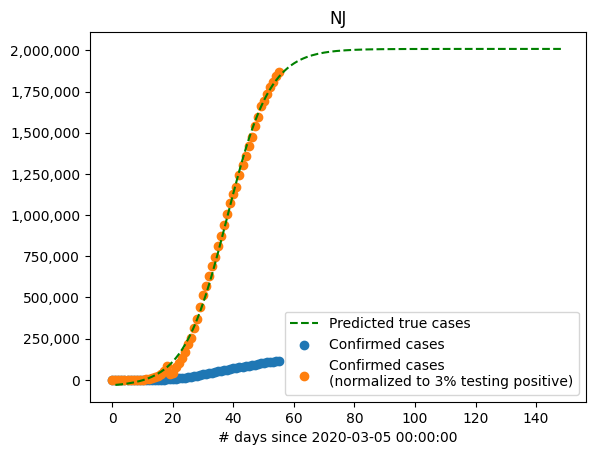 NJ
2,000,000
1,750,000
1,500,000
1,250,000
1,000,000
750,000
500,000
250,000
0
Predicted true cases
Confirmed cases
Confirmed cases
(normalized to 3% testing positive)
0 20 40 60 80 100 120 140
# days since 2020-03-05 00:00:00